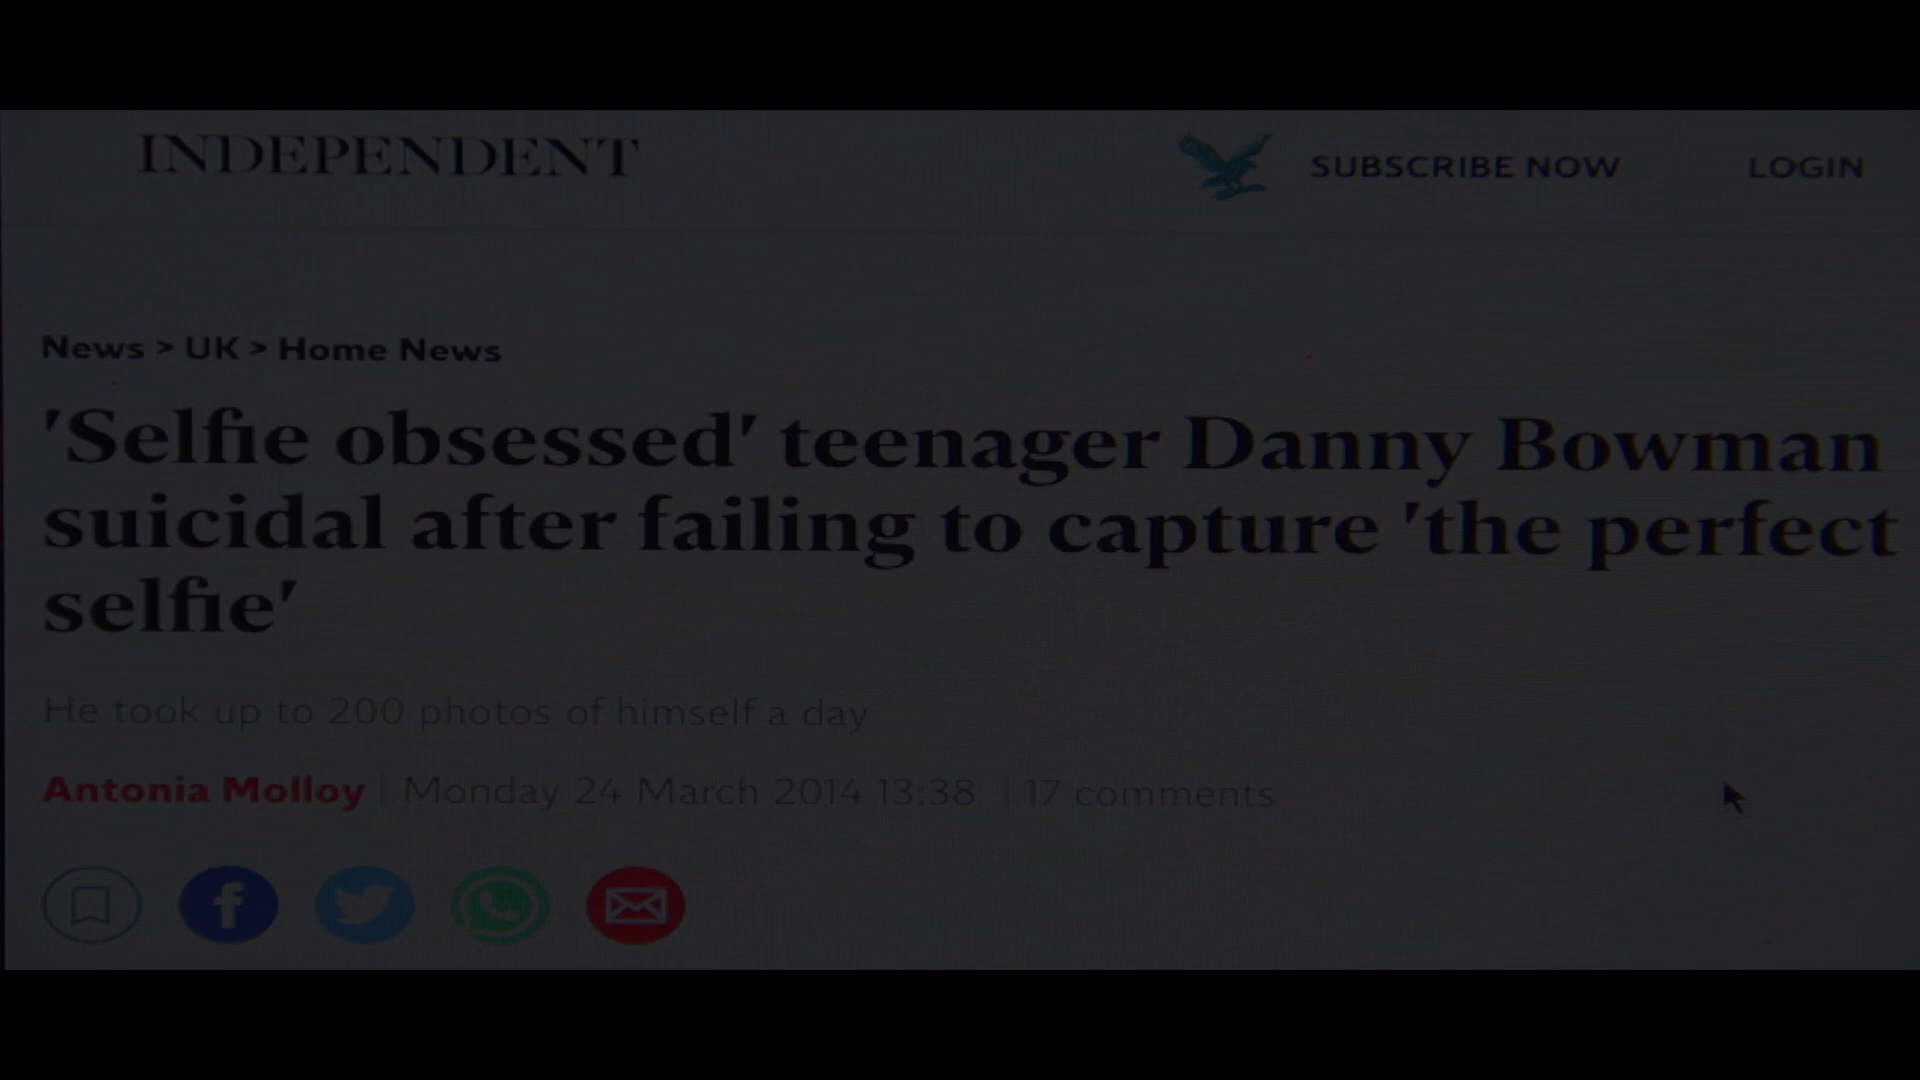 INDEPENDENT
SUBSCRIBE NOW
LOGIN
News > UK > Home News
'Selfie obsessed' teenager Danny Bowman
suicidal after failing to capture 'the perfect
selfie'
He took up to 200 photos of himself a day
Antonia Molloy | Monday 24 March 2014 13:38 | 17 comments